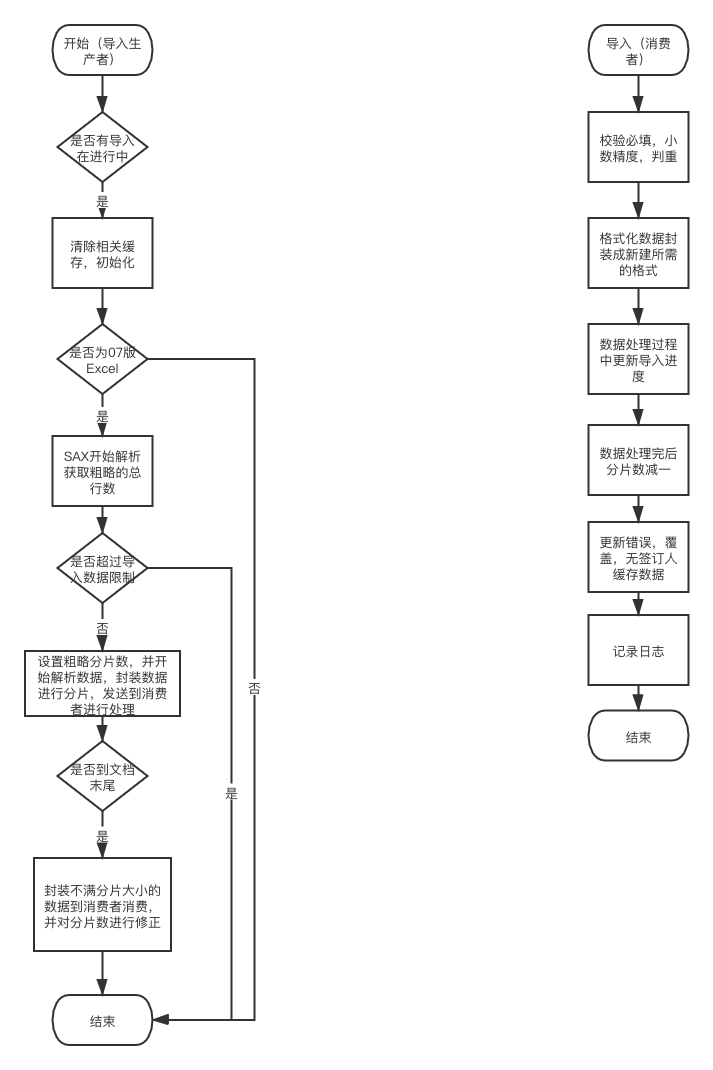 开始（导入生
产者）
是否有导入
在进行中
是
清除相关缓
存，初始化
是否为07版
Excel
是
SAX开始解析
获取粗略的总
行数
是否超过导
入数据限制
否
设置粗略分片数，并开
始解析数据，封装数据
进行分片，发送到消费
者进行处理
否
是否到文档
末尾
是
是
封装不满分片大小的
数据到消费者消费，
并对分片数进行修正
结束
导入（消费
者）
校验必填，小
数精度，判重
格式化数据封
装成新建所需
的格式
数据处理过程
中更新导入进
度
数据处理完后
分片数减一
更新错误，覆
盖，无签订人
缓存数据
记录日志
结束